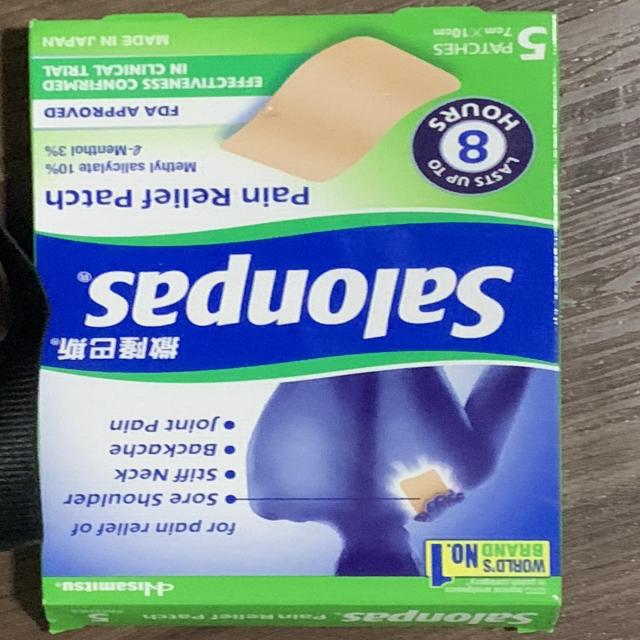 Salonpas® Pain Relief Patch 5 PATCHES
Hisamitsu®
WORLD'S
NO.1
BRAND
for pain relief of
• Sore Shoulder
• Stiff Neck
• Backache
• Joint Pain
撒隆巴斯®
Salonpas®
Pain Relief Patch
Methyl salicylate 10%
ℓ-Menthol 3%
FDA APPROVED
EFFECTIVENESS CONFIRMED
IN CLINICAL TRIAL
MADE IN JAPAN
LASTS UP TO
8
HOURS
5 PATCHES
7cm×10cm